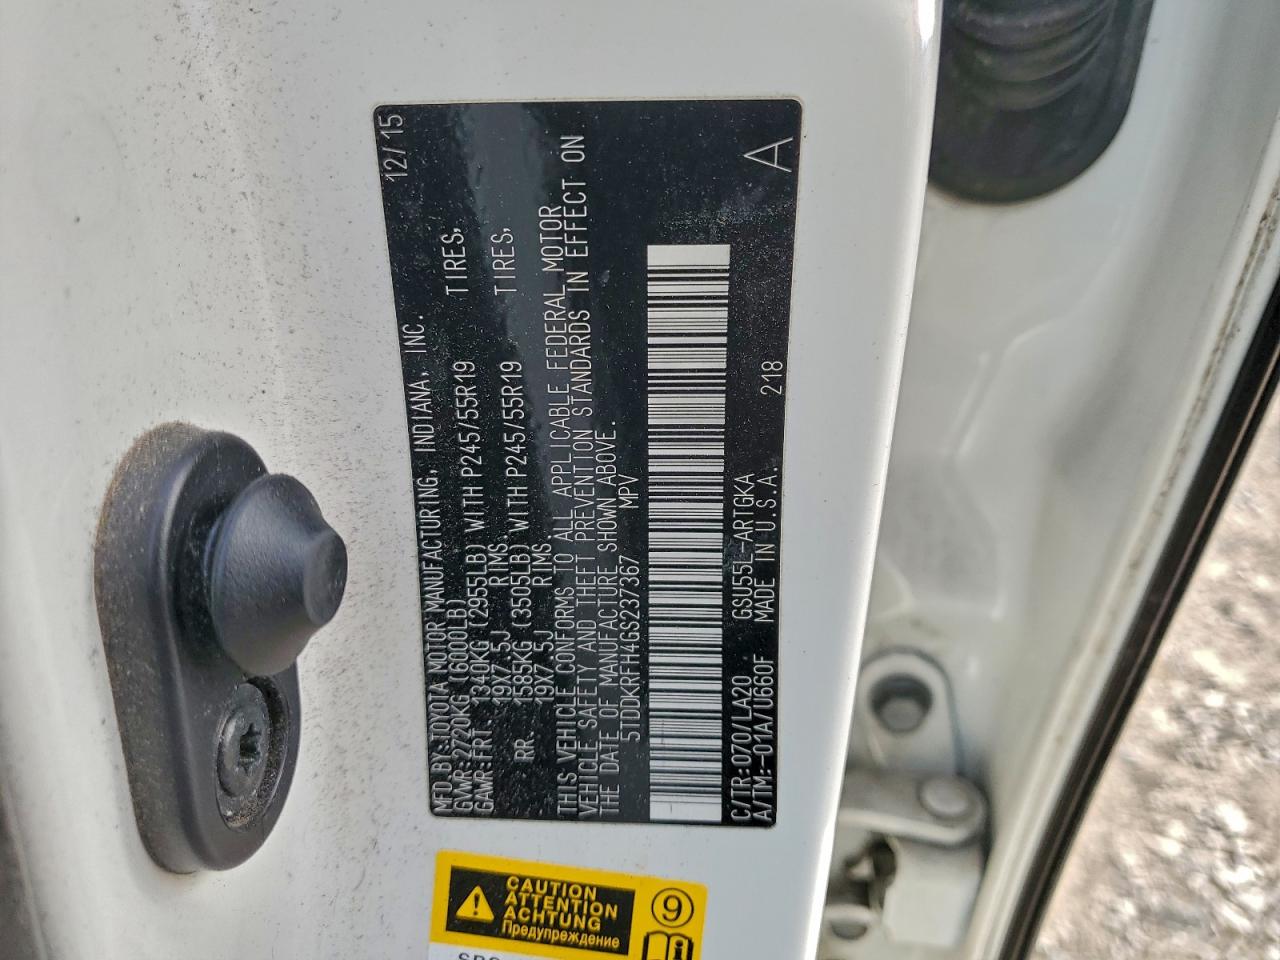 MFD.BY:TOYOTA MOTOR MANUFACTURING, INDIANA, INC. 12/15
GVWR:2720KG (6000LB)
GAWR:FRT. 1340KG (2955LB) WITH P245/55R19 TIRES,
19X7.5J RIMS,
RR. 1585KG (3505LB) WITH P245/55R19 TIRES,
19X7.5J RIMS
THIS VEHICLE CONFORMS TO ALL APPLICABLE FEDERAL MOTOR
VEHICLE SAFETY AND THEFT PREVENTION STANDARDS IN EFFECT ON
THE DATE OF MANUFACTURE SHOWN ABOVE.
5TDDKRFH4GS237367 MPV
C/TR:070/LA20 GSU55L-ARTGKA 218 A
A/TM:-01A/U660F MADE IN U.S.A.
CAUTION
ATTENTION
ACHTUNG
Предупреждение
9
i